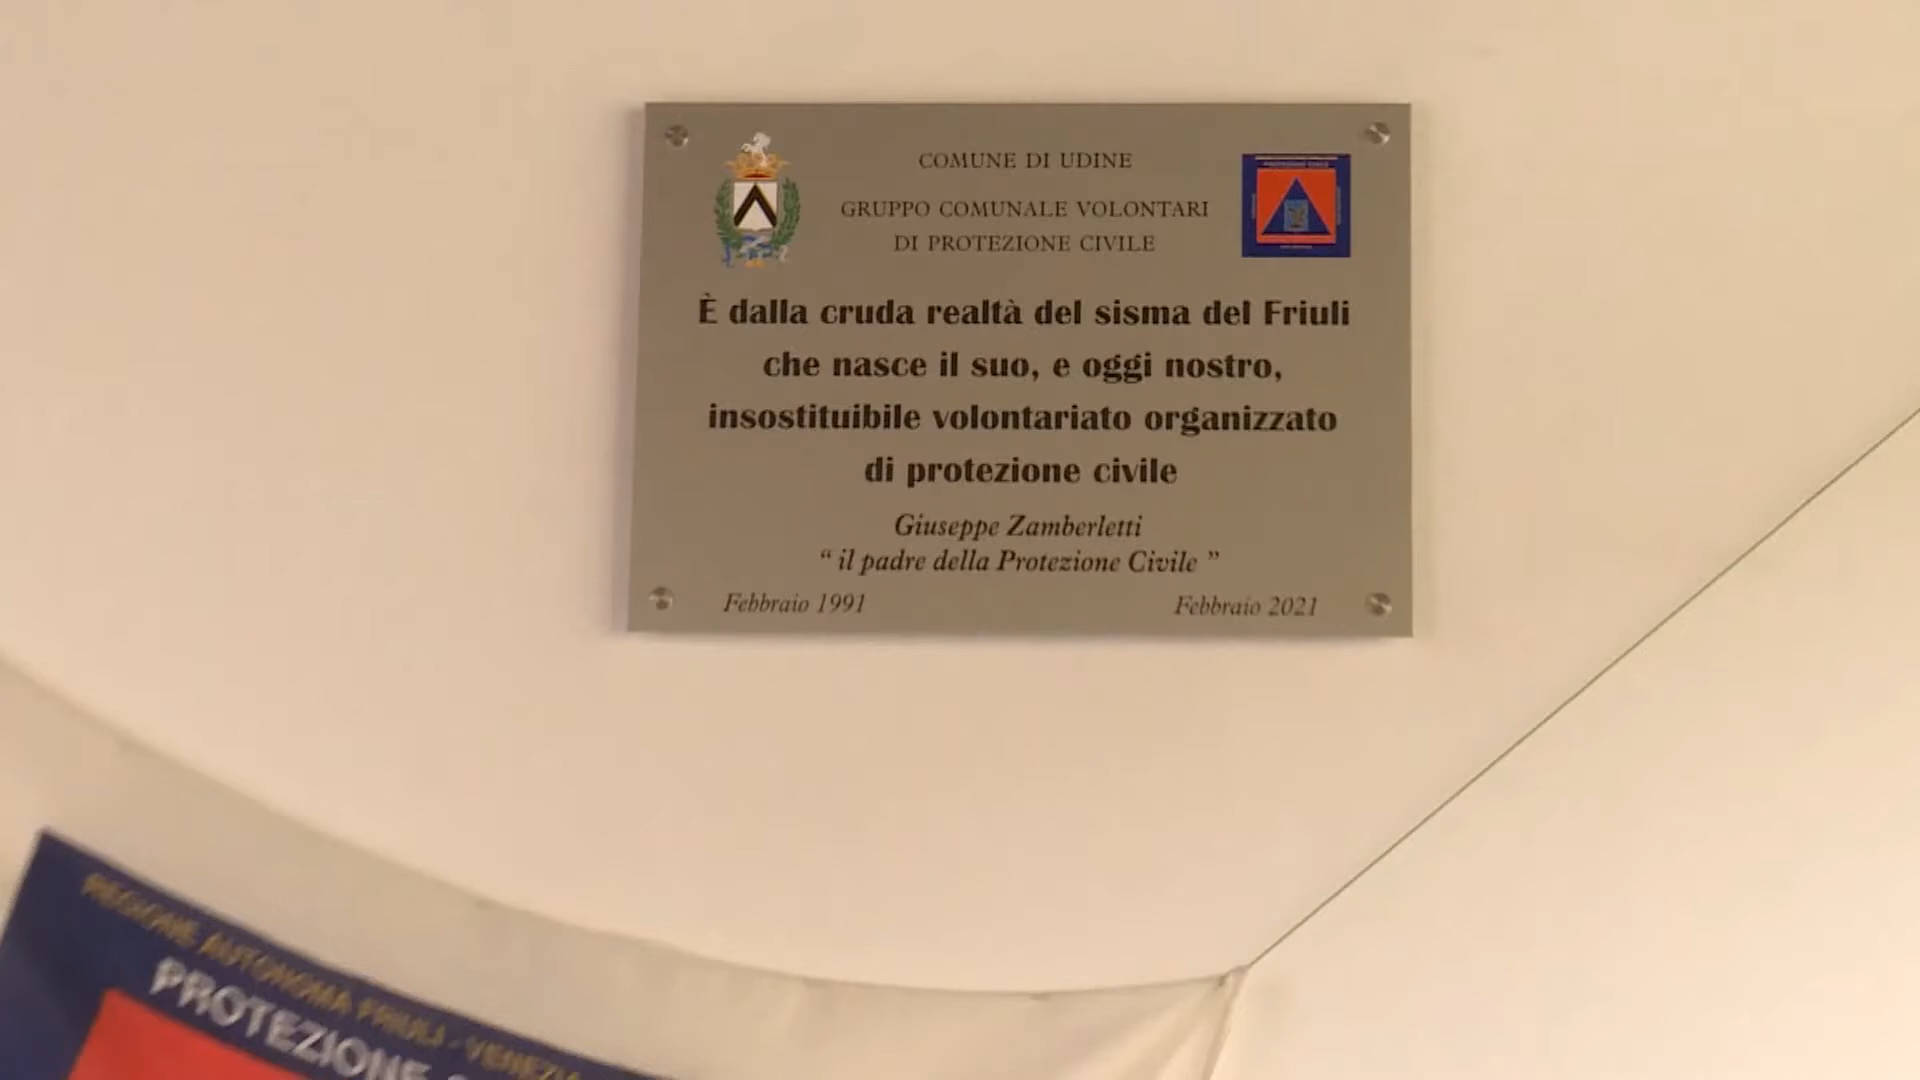 COMUNE DI UDINE
GRUPPO COMUNALE VOLONTARI
DI PROTEZIONE CIVILE
È dalla cruda realtà del sisma del Friuli
che nasce il suo, e oggi nostro,
insostituibile volontariato organizzato
di protezione civile
Giuseppe Zamberletti
“ il padre della Protezione Civile ”
Febbraio 1991 Febbraio 2021
REGIONE AUTONOMA FRIULI - VENEZIA
PROTEZIONE